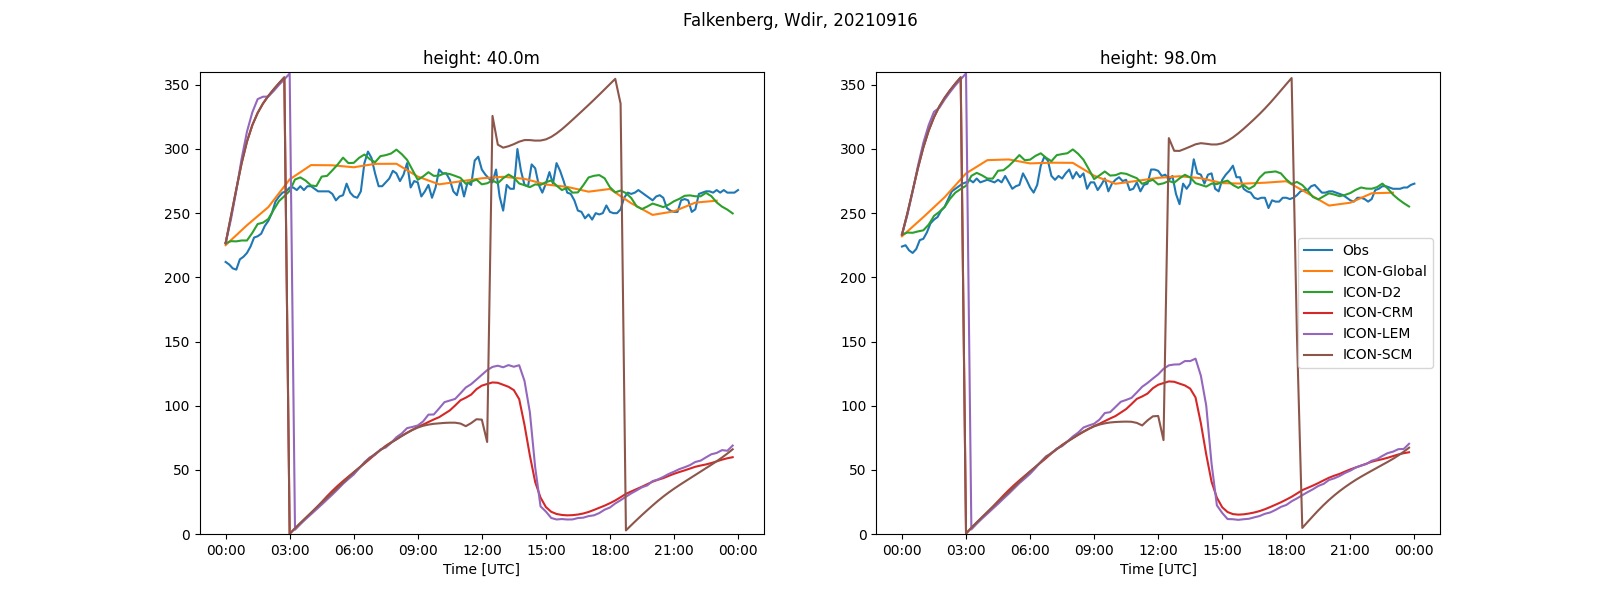 Falkenberg, Wdir, 20210916
height: 40.0m
350
300
250
200
150
100
50
0
00:00 03:00 06:00 09:00 12:00 15:00 18:00 21:00 00:00
Time [UTC]
height: 98.0m
350
300
250
200
150
100
50
0
00:00 03:00 06:00 09:00 12:00 15:00 18:00 21:00 00:00
Time [UTC]
Obs
ICON-Global
ICON-D2
ICON-CRM
ICON-LEM
ICON-SCM